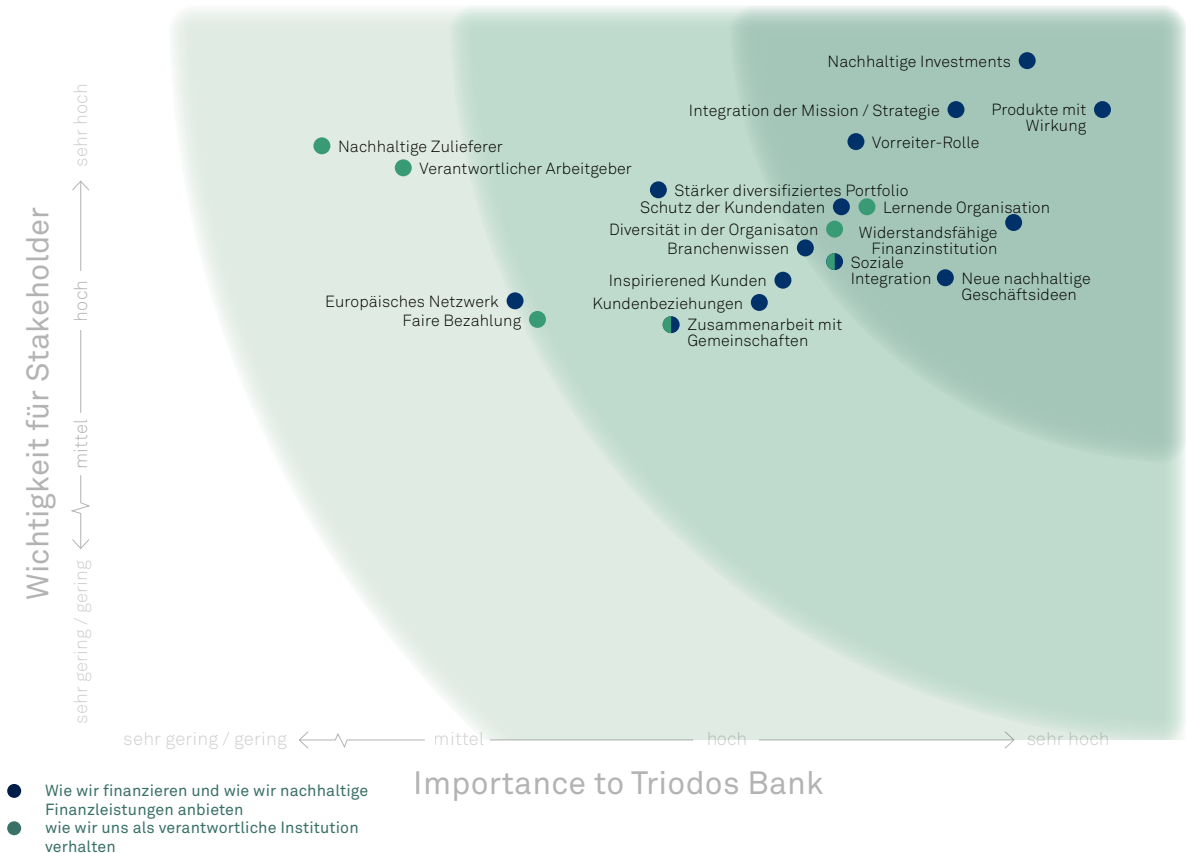 Nachhaltige Investments
Integration der Mission / Strategie
Produkte mit
Wirkung
Vorreiter-Rolle
Nachhaltige Zulieferer
Verantwortlicher Arbeitgeber
Stärker diversifiziertes Portfolio
Schutz der Kundendaten
Lernende Organisation
Diversität in der Organisaton
Widerstandsfähige
Finanzinstitution
Branchenwissen
Soziale
Integration
Neue nachhaltige
Geschäftsideen
Inspirierened Kunden
Kundenbeziehungen
Europäisches Netzwerk
Faire Bezahlung
Zusammenarbeit mit
Gemeinschaften
Wichtigkeit für Stakeholder
sehr hoch
hoch
mittel
sehr gering / gering
sehr gering / gering
mittel
hoch
sehr hoch
Importance to Triodos Bank
Wie wir finanzieren und wie wir nachhaltige
Finanzleistungen anbieten
wie wir uns als verantwortliche Institution
verhalten